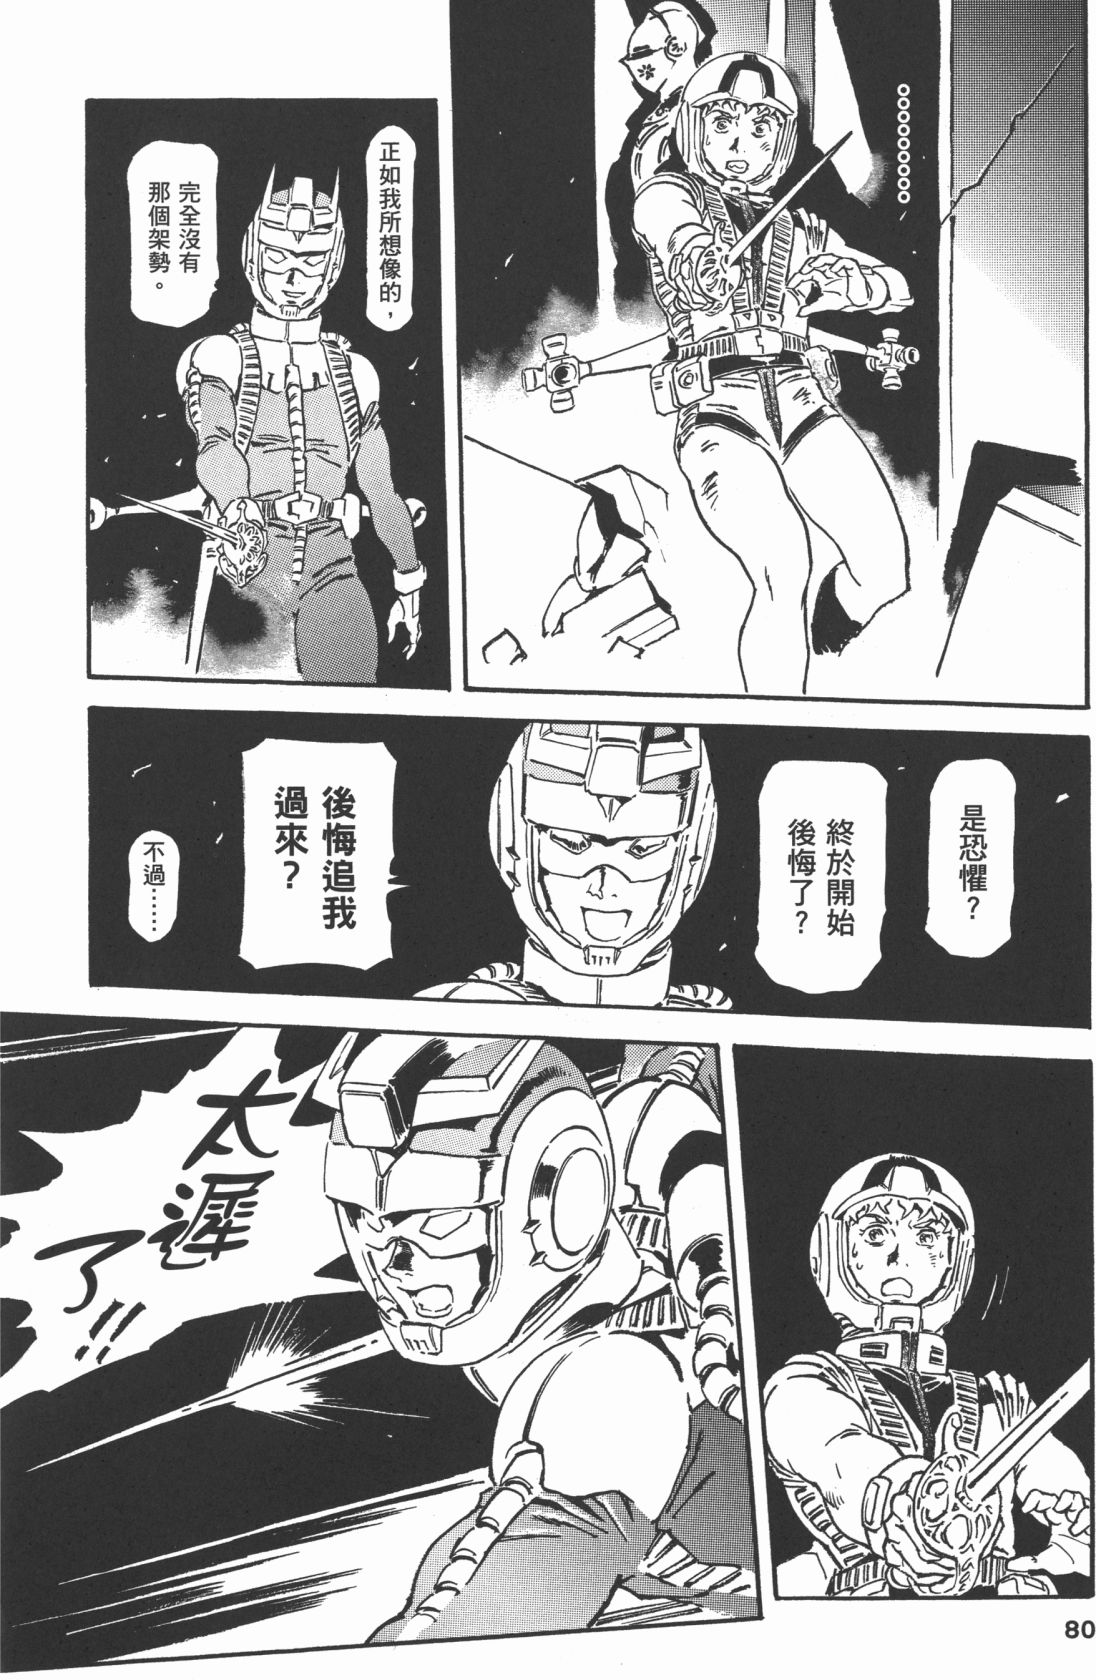 。。。。。。。。
正如我所想像的，
完全沒有
那個架勢。
是恐懼？
終於開始
後悔了？
後悔追我
過來？
不過……
太遲
了!!
80